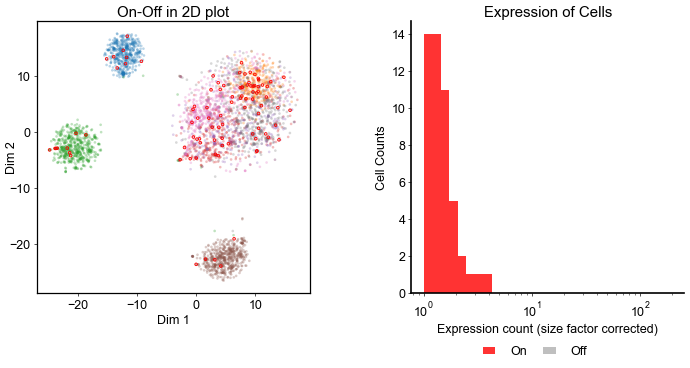 On-Off in 2D plot
Dim 2
10
0
−10
−20
−20
−10
0
10
Dim 1
Expression of Cells
Cell Counts
14
12
10
8
6
4
2
0
10^0
10^1
10^2
Expression count (size factor corrected)
On
Off